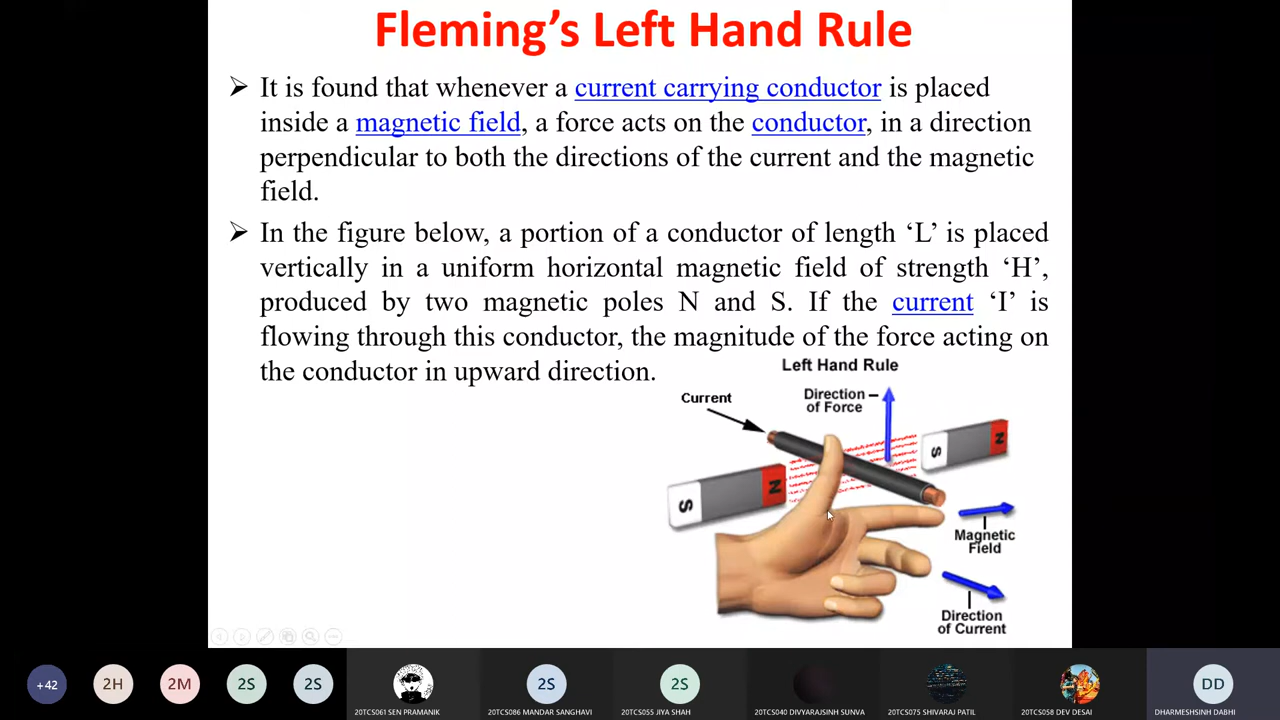 Fleming's Left Hand Rule
➢ It is found that whenever a current carrying conductor is placed
inside a magnetic field, a force acts on the conductor, in a direction
perpendicular to both the directions of the current and the magnetic
field.
➢ In the figure below, a portion of a conductor of length ‘L’ is placed
vertically in a uniform horizontal magnetic field of strength ‘H’,
produced by two magnetic poles N and S. If the current ‘I’ is
flowing through this conductor, the magnitude of the force acting on
the conductor in upward direction.
Left Hand Rule
Direction
of Force
Current
N
S
N
S
Magnetic
Field
Direction
of Current
+42
2H
2M
2S
2S
2S
2S
DD
20TCS061 SEN PRAMANIK
20TCS086 MANDAR SANGHAVI
20TCS055 JIYA SHAH
20TCS040 DIVYARAJSINH SUNVA
20TCS075 SHIVARAJ PATIL
20TCS058 DEV DESAI
DHARMESHSINH DABHI